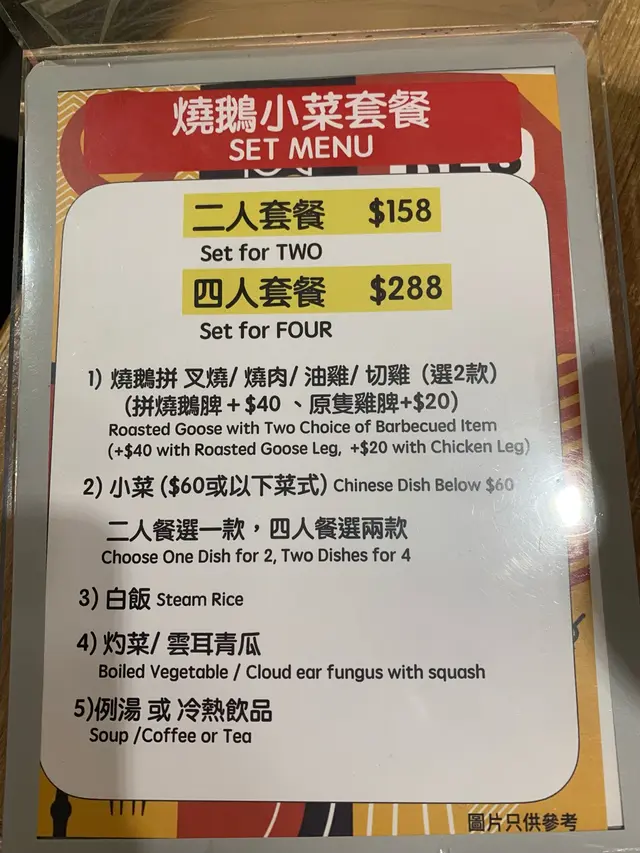 燒鵝小菜套餐
SET MENU
二人套餐 $158
Set for TWO
四人套餐 $288
Set for FOUR
1) 燒鵝拼 叉燒/ 燒肉/ 油雞/ 切雞 (選2款)
(拼燒鵝脾+$40 、原隻雞脾+$20)
Roasted Goose with Two Choice of Barbecued Item
(+$40 with Roasted Goose Leg, +$20 with Chicken Leg)
2) 小菜 ($60或以下菜式) Chinese Dish Below $60
二人餐選一款，四人餐選兩款
Choose One Dish for 2, Two Dishes for 4
3) 白飯 Steam Rice
4) 灼菜/ 雲耳青瓜
Boiled Vegetable / Cloud ear fungus with squash
5)例湯 或 冷熱飲品
Soup /Coffee or Tea
圖片只供參考